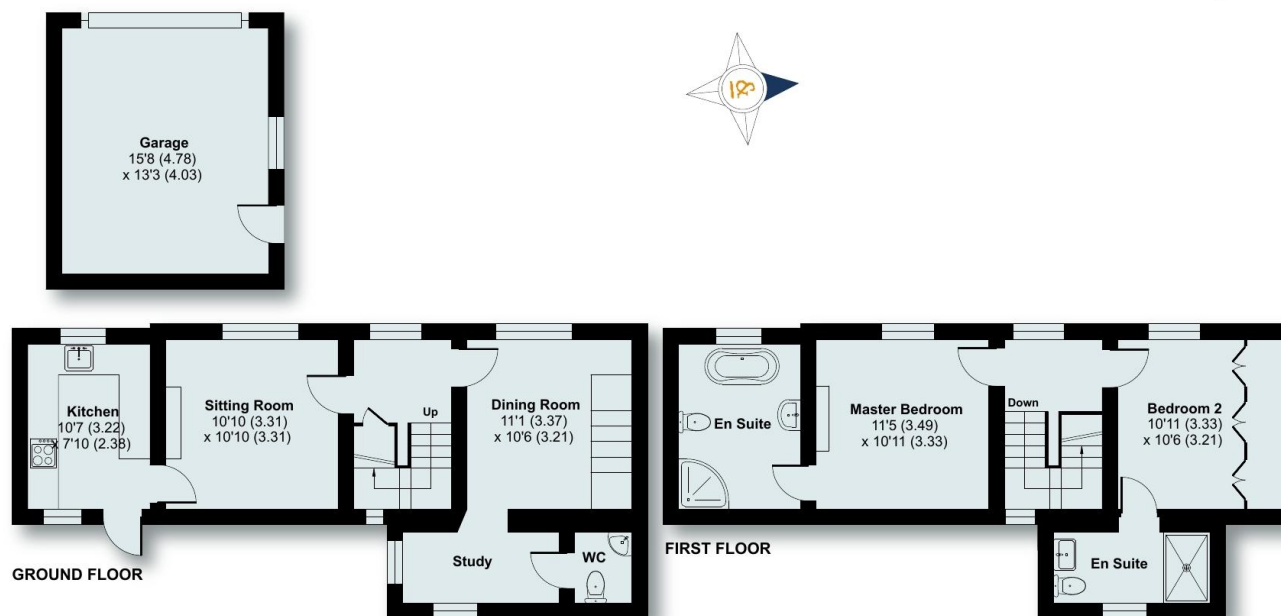 Garage
15'8 (4.78)
x 13'3 (4.03)
Kitchen
10'7 (3.22)
x 7'10 (2.38)
Sitting Room
10'10 (3.31)
x 10'10 (3.31)
Up
Dining Room
11'1 (3.37)
x 10'6 (3.21)
Study
WC
GROUND FLOOR
En Suite
Master Bedroom
11'5 (3.49)
x 10'11 (3.33)
Down
Bedroom 2
10'11 (3.33)
x 10'6 (3.21)
En Suite
FIRST FLOOR